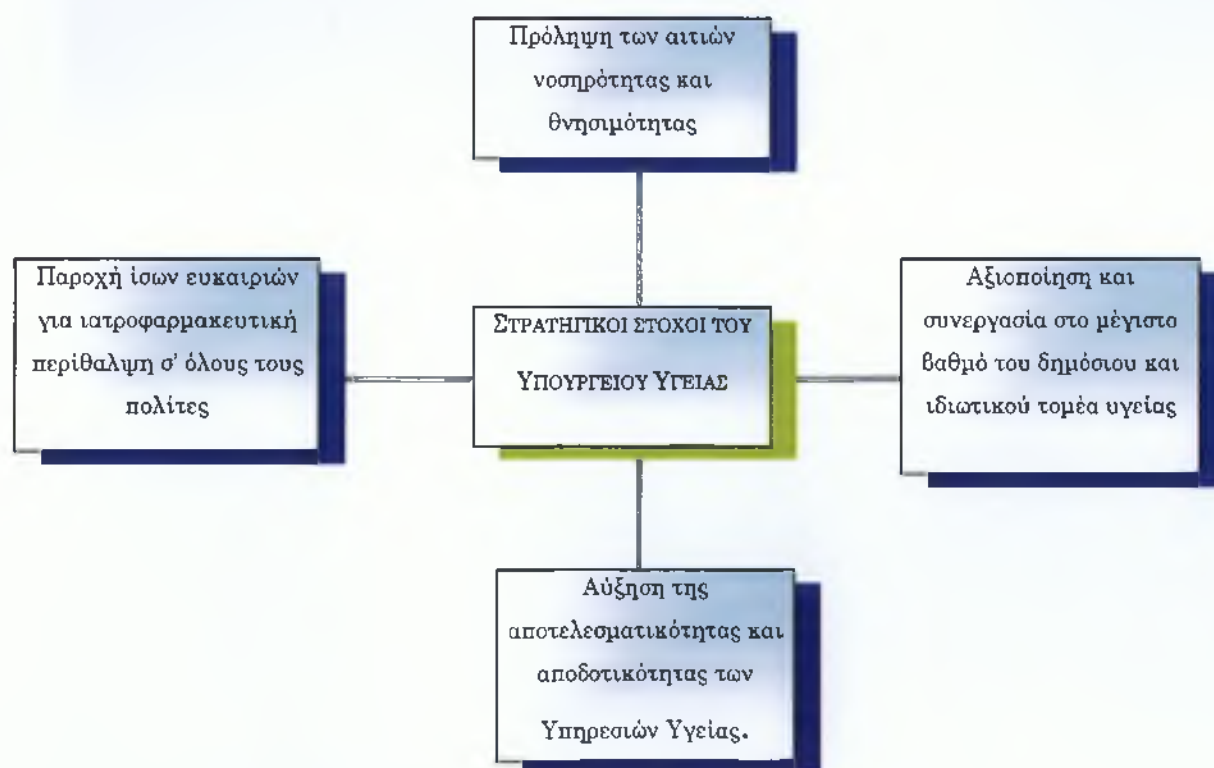 Πρόληψη των αιτιών
νοσηρότητας και
θνησιμότητας
Παροχή ίσων ευκαιριών
για ιατροφαρμακευτική
περίθαλψη σ' όλους τους
πολίτες
ΣΤΡΑΤΗΓΙΚΟΙ ΣΤΟΧΟΙ ΤΟΥ
ΥΠΟΥΡΓΕΙΟΥ ΥΓΕΙΑΣ
Αξιοποίηση και
συνεργασία στο μέγιστο
βαθμό του δημόσιου και
ιδιωτικού τομέα υγείας
Αύξηση της
αποτελεσματικότητας και
αποδοτικότητας των
Υπηρεσιών Υγείας.